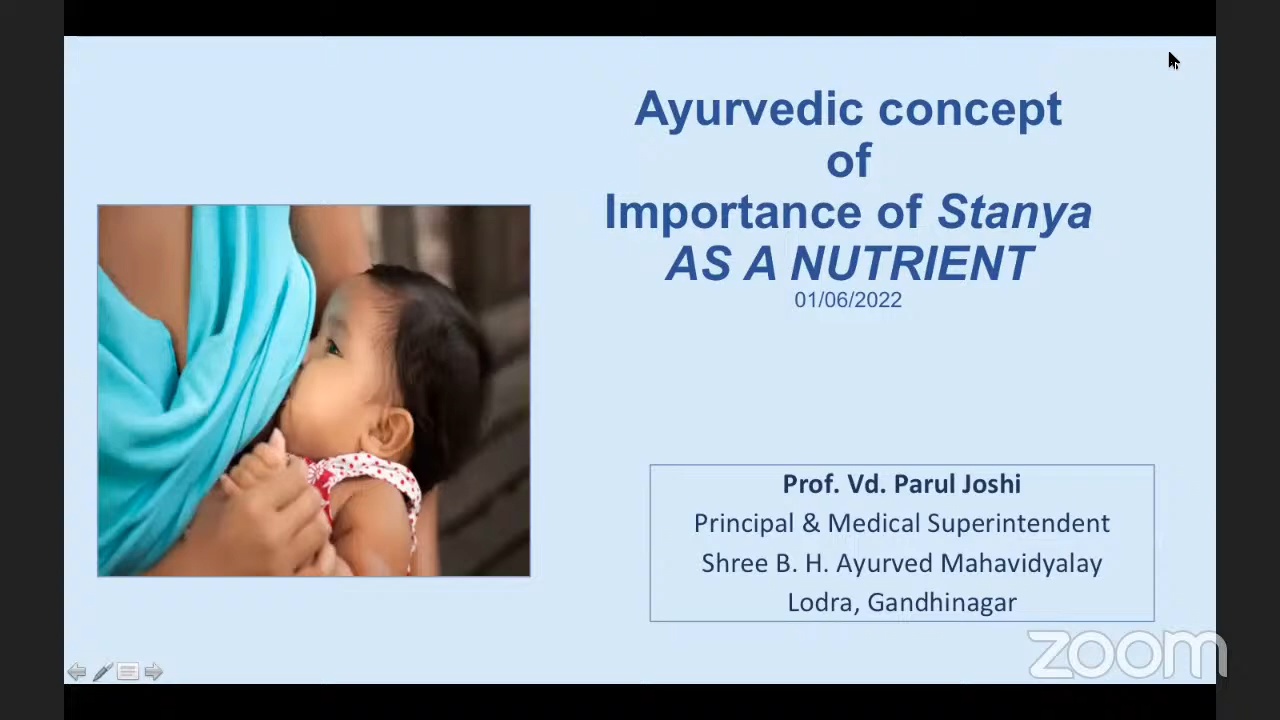 Ayurvedic concept
of
Importance of Stanya
AS A NUTRIENT
01/06/2022
Prof. Vd. Parul Joshi
Principal & Medical Superintendent
Shree B. H. Ayurved Mahavidyalay
Lodra, Gandhinagar
zoom